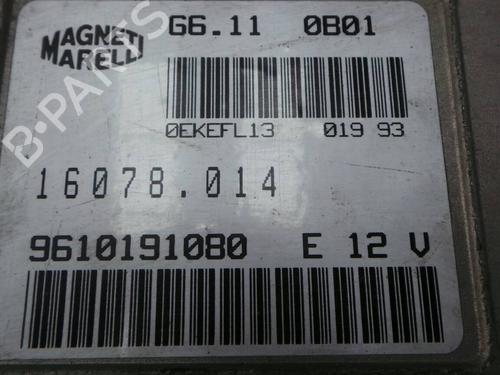 MAGNETI
MARELLI
G6.11 0B01
0EKEFL13 019 93
16078.014
9610191080 E 12 V
B-PARTS